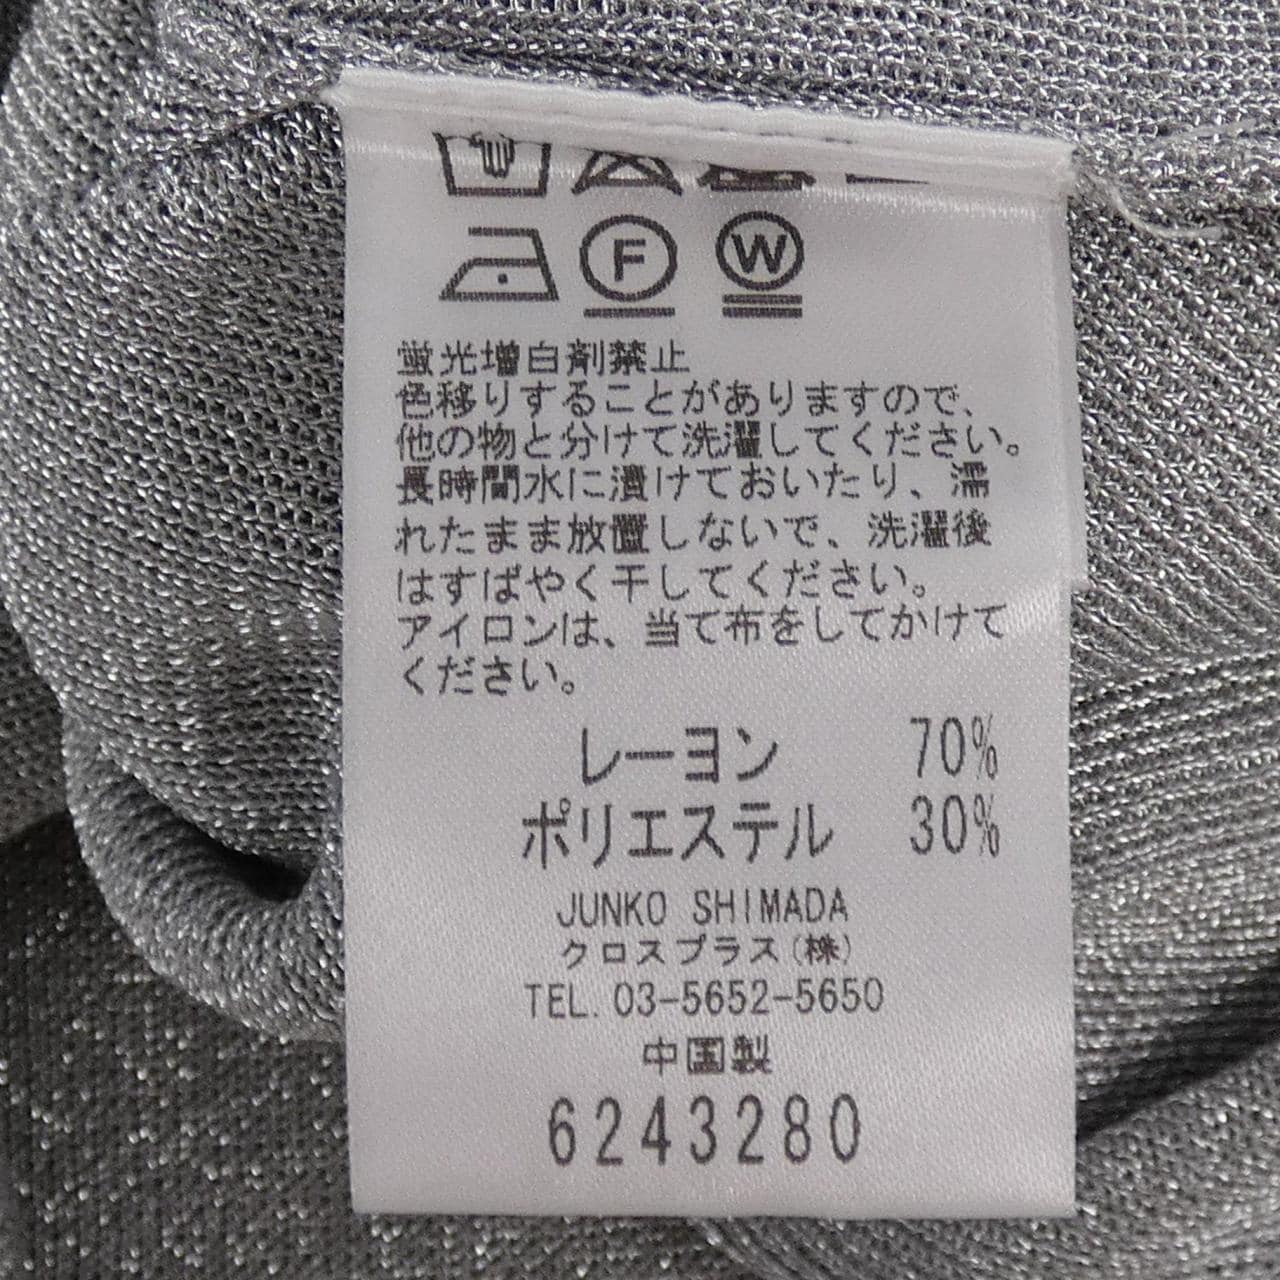 F W
蛍光増白剤禁止
色移りすることがありますので、
他の物と分けて洗濯してください。
長時間水に漬けておいたり、濡
れたまま放置しないで、洗濯後
はすばやく干してください。
アイロンは、当て布をしてかけて
ください。
レーヨン 70%
ポリエステル 30%
JUNKO SHIMADA
クロスプラス(株)
TEL. 03-5652-5650
中国製
6243280